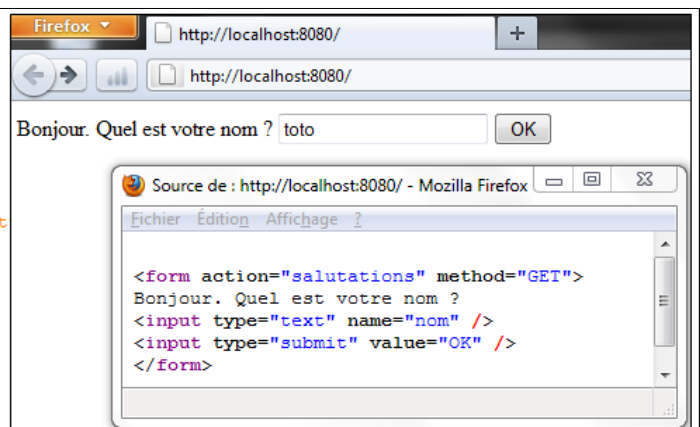 Firefox
http://localhost:8080/
+
http://localhost:8080/
Bonjour. Quel est votre nom ? toto OK
Source de : http://localhost:8080/ - Mozilla Firefox
Fichier Édition Affichage ?
t
<form action="salutations" method="GET">
Bonjour. Quel est votre nom ?
<input type="text" name="nom" />
<input type="submit" value="OK" />
</form>